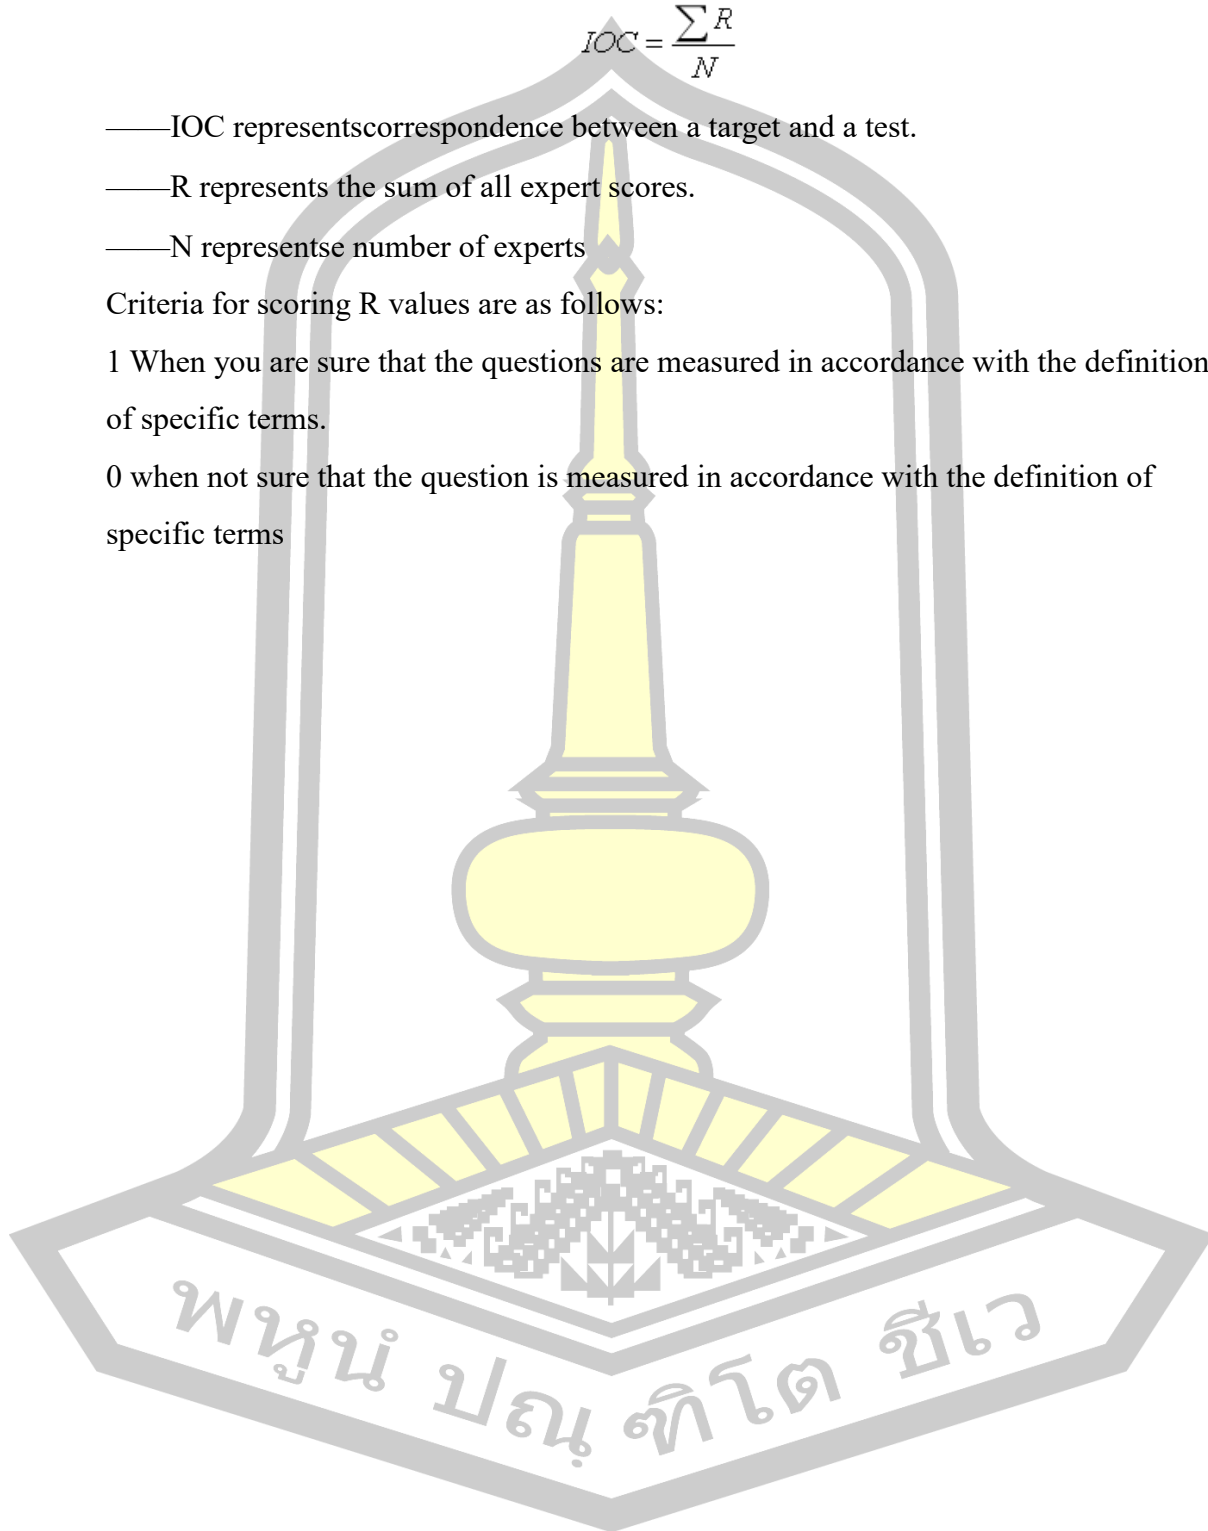 IOC = ∑ R / N
——IOC representscorrespondence between a target and a test.
——R represents the sum of all expert scores.
——N representse number of experts
Criteria for scoring R values are as follows:
1 When you are sure that the questions are measured in accordance with the definition
of specific terms.
0 when not sure that the question is measured in accordance with the definition of
specific terms
พหูนํ ปณฺฑิโต ชีเว